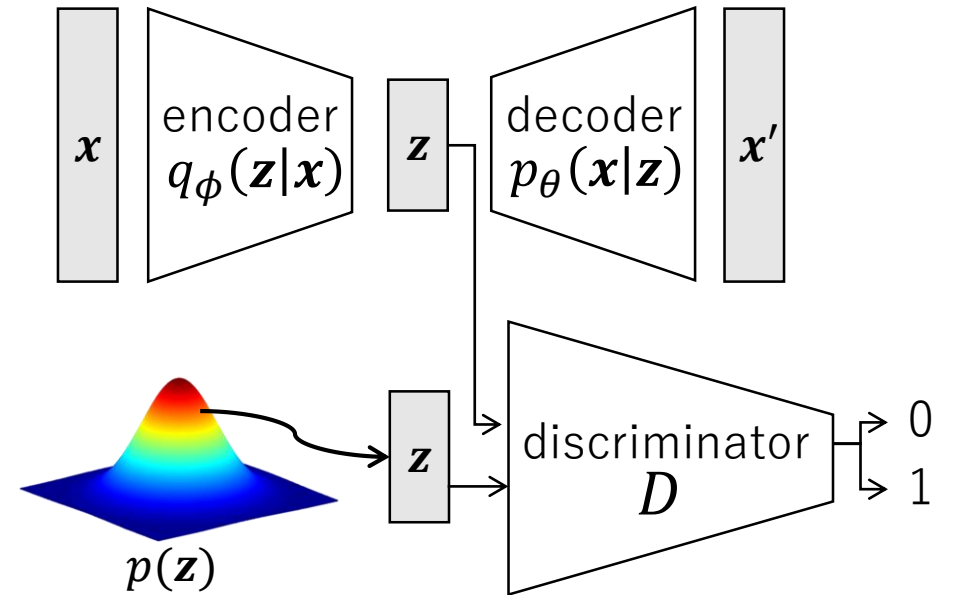 x
encoder
qϕ(z|x)
z
decoder
pθ(x|z)
x′
p(z)
z
discriminator
D
0
1